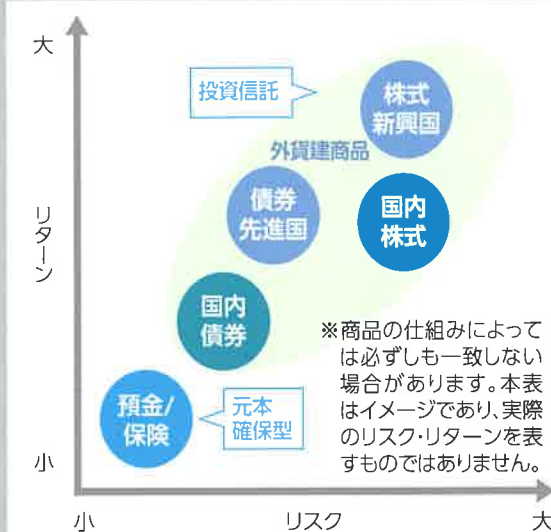 大
投資信託
株式
新興国
外貨建商品
債券
先進国
国内
株式
リターン
国内
債券
※商品の仕組みによって
は必ずしも一致しない
場合があります。本表
はイメージであり、実際
のリスク・リターンを表
すものではありません。
預金/
保険
元本
確保型
小
小
リスク
大